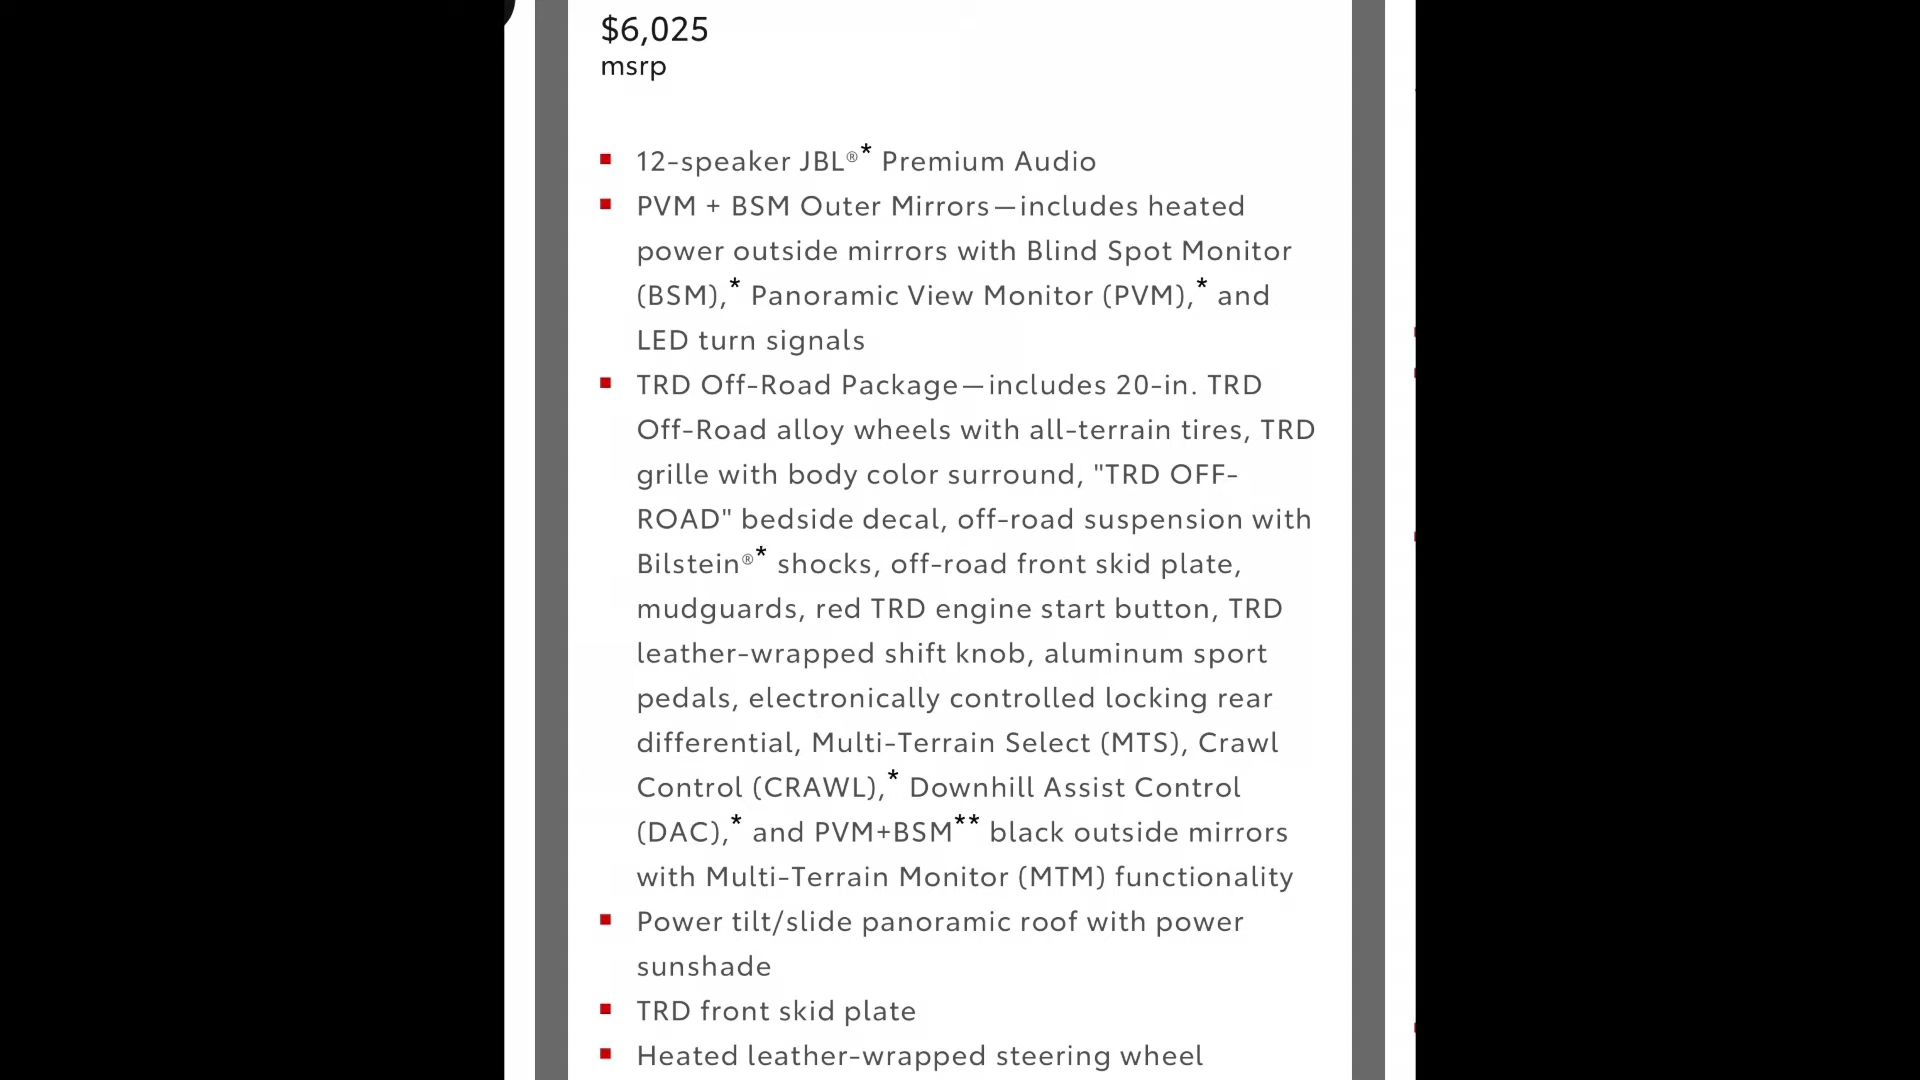 $6,025
msrp
12-speaker JBL®* Premium Audio
PVM + BSM Outer Mirrors—includes heated
power outside mirrors with Blind Spot Monitor
(BSM),* Panoramic View Monitor (PVM),* and
LED turn signals
TRD Off-Road Package—includes 20-in. TRD
Off-Road alloy wheels with all-terrain tires, TRD
grille with body color surround, "TRD OFF-
ROAD" bedside decal, off-road suspension with
Bilstein®* shocks, off-road front skid plate,
mudguards, red TRD engine start button, TRD
leather-wrapped shift knob, aluminum sport
pedals, electronically controlled locking rear
differential, Multi-Terrain Select (MTS), Crawl
Control (CRAWL),* Downhill Assist Control
(DAC),* and PVM+BSM** black outside mirrors
with Multi-Terrain Monitor (MTM) functionality
Power tilt/slide panoramic roof with power
sunshade
TRD front skid plate
Heated leather-wrapped steering wheel